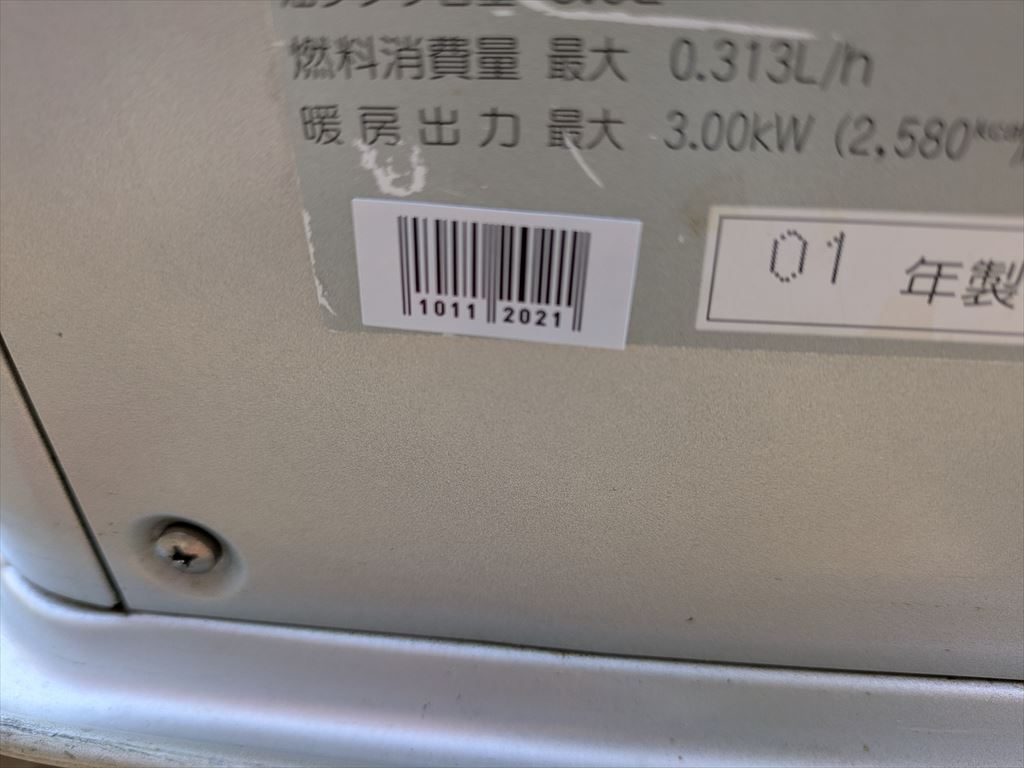 燃料消費量 最大 0.313L/h
暖房出力 最大 3.00kW (2,580kcal
1011 2021
01 年製